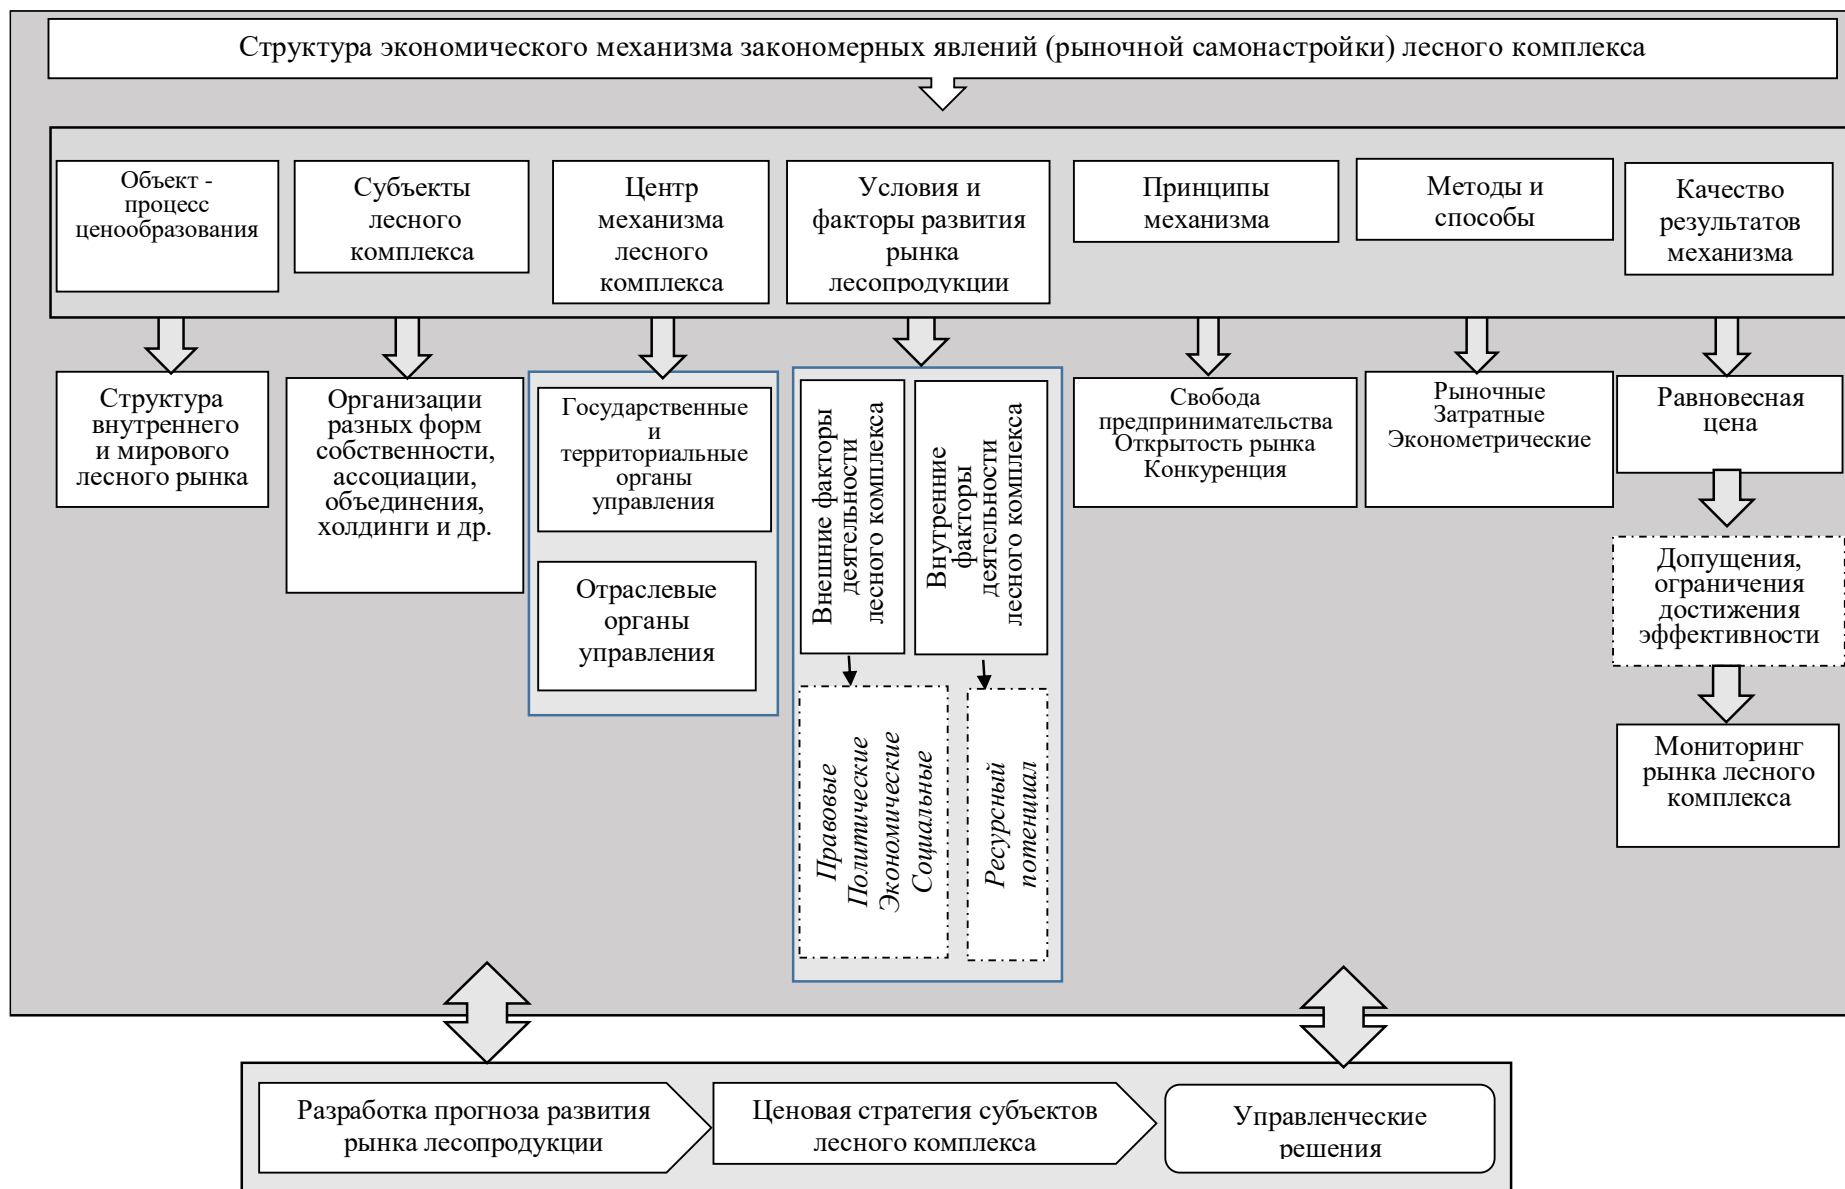 Структура экономического механизма закономерных явлений (рыночной самонастройки) лесного комплекса
Объект -
процесс
ценообразования
Субъекты
лесного
комплекса
Центр
механизма
лесного
комплекса
Условия и
факторы развития
рынка
лесопродукции
Принципы
механизма
Методы и
способы
Качество
результатов
механизма
Структура
внутреннего
и мирового
лесного рынка
Организации
разных форм
собственности,
ассоциации,
объединения,
холдинги и др.
Государственные
и
территориальные
органы
управления
Отраслевые
органы
управления
Внешние факторы
деятельности
лесного комплекса
Внутренние
факторы
деятельности
лесного комплекса
Правовые
Политические
Экономические
Социальные
Ресурсный
потенциал
Свобода
предпринимательства
Открытость рынка
Конкуренция
Рыночные
Затратные
Эконометрические
Равновесная
цена
Допущения,
ограничения
достижения
эффективности
Мониторинг
рынка лесного
комплекса
Разработка прогноза развития
рынка лесопродукции
Ценовая стратегия субъектов
лесного комплекса
Управленческие
решения